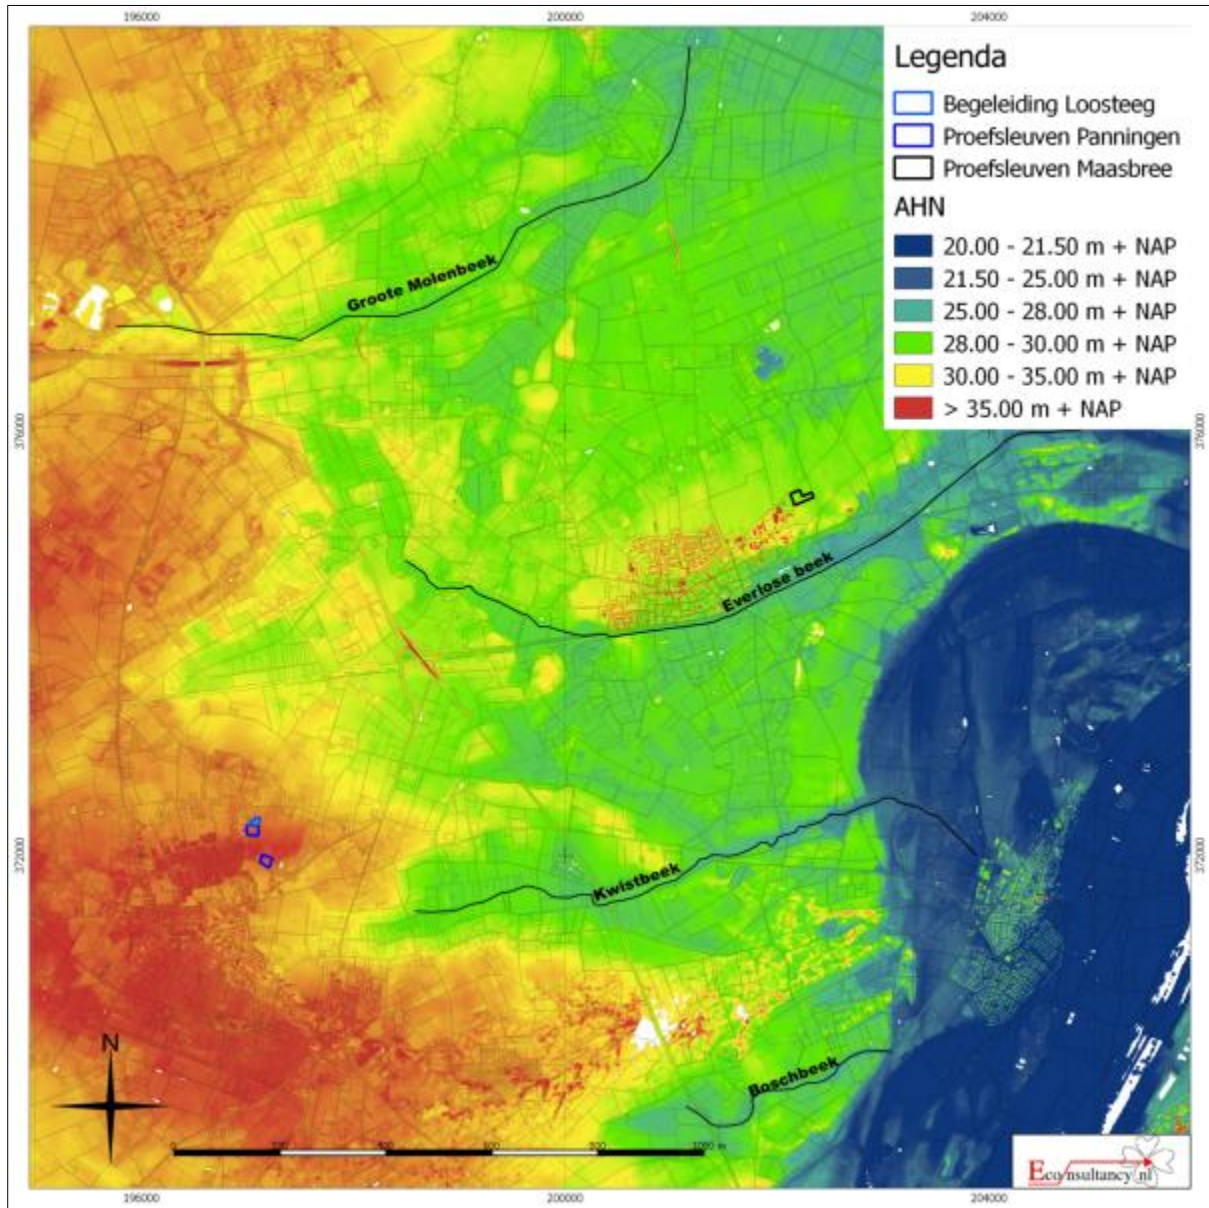 196000 200000 204000
Legenda
Begeleiding Loosteeg
Proefsleuven Panningen
Proefsleuven Maasbree
AHN
20.00 - 21.50 m + NAP
21.50 - 25.00 m + NAP
25.00 - 28.00 m + NAP
28.00 - 30.00 m + NAP
30.00 - 35.00 m + NAP
> 35.00 m + NAP
Groote Molenbeek
376000 376000
Everlose beek
372000 372000
Kwistbeek
N
Boschbeek
0 1000 m
Econsultancy.nl
196000 200000 204000